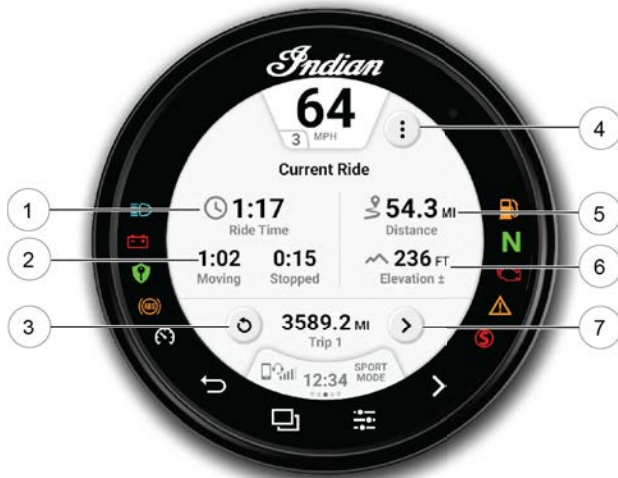 Indian
64
3 MPH
4
Current Ride
1
1:17
Ride Time
54.3 MI
Distance
5
2
1:02
Moving
0:15
Stopped
236 FT
Elevation ±
6
N
(ABS)
3
3589.2 MI
Trip 1
7
S
12:34
SPORT
MODE